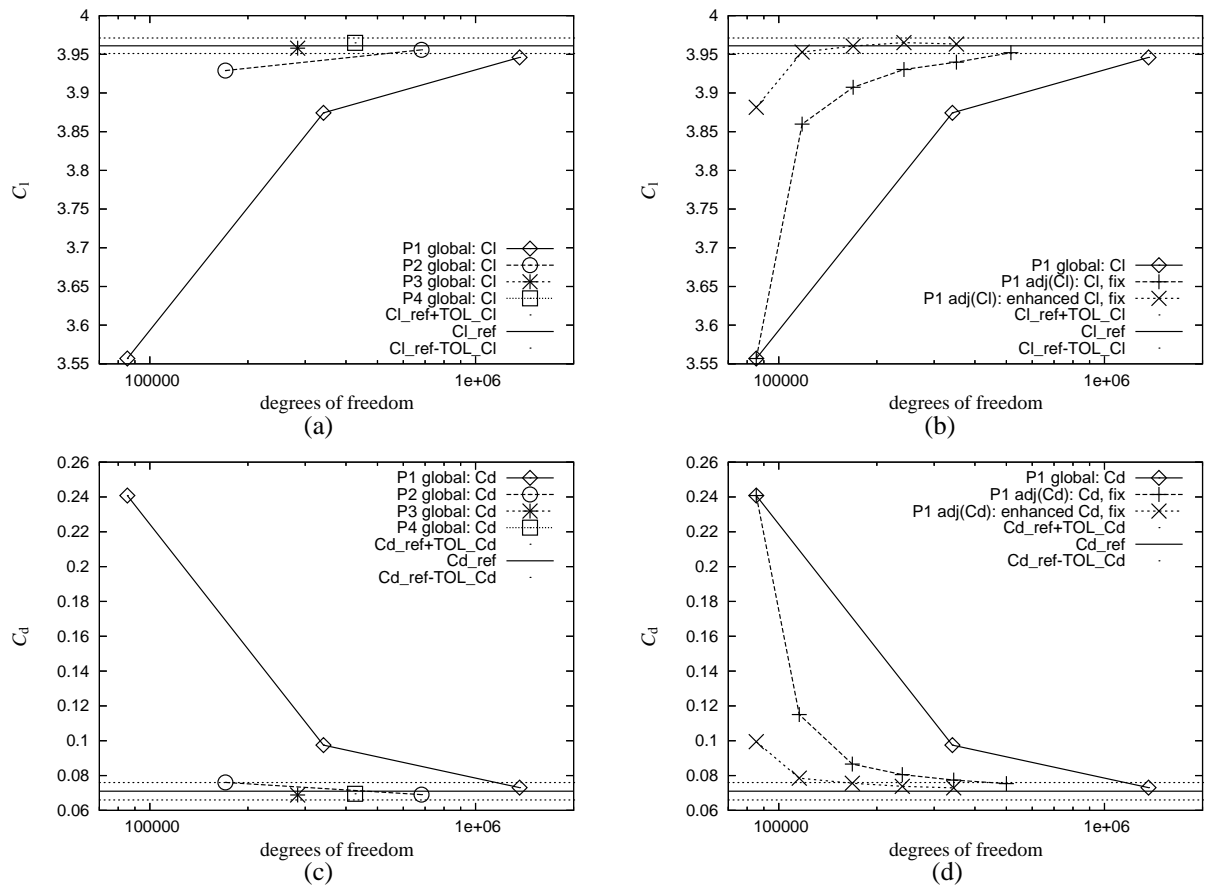 4
3.95
3.9
3.85
3.8
3.75
3.7
3.65
3.6
3.55
C_l
P1 global: Cl
P2 global: Cl
P3 global: Cl
P4 global: Cl
Cl_ref+TOL_Cl
Cl_ref
Cl_ref-TOL_Cl
100000 1e+06
degrees of freedom
(a)
4
3.95
3.9
3.85
3.8
3.75
3.7
3.65
3.6
3.55
C_l
P1 global: Cl
P1 adj(Cl): Cl, fix
P1 adj(Cl): enhanced Cl, fix
Cl_ref+TOL_Cl
Cl_ref
Cl_ref-TOL_Cl
100000 1e+06
degrees of freedom
(b)
0.26
0.24
0.22
0.2
0.18
0.16
0.14
0.12
0.1
0.08
0.06
C_d
P1 global: Cd
P2 global: Cd
P3 global: Cd
P4 global: Cd
Cd_ref+TOL_Cd
Cd_ref
Cd_ref-TOL_Cd
100000 1e+06
degrees of freedom
(c)
0.26
0.24
0.22
0.2
0.18
0.16
0.14
0.12
0.1
0.08
0.06
C_d
P1 global: Cd
P1 adj(Cd): Cd, fix
P1 adj(Cd): enhanced Cd, fix
Cd_ref+TOL_Cd
Cd_ref
Cd_ref-TOL_Cd
100000 1e+06
degrees of freedom
(d)